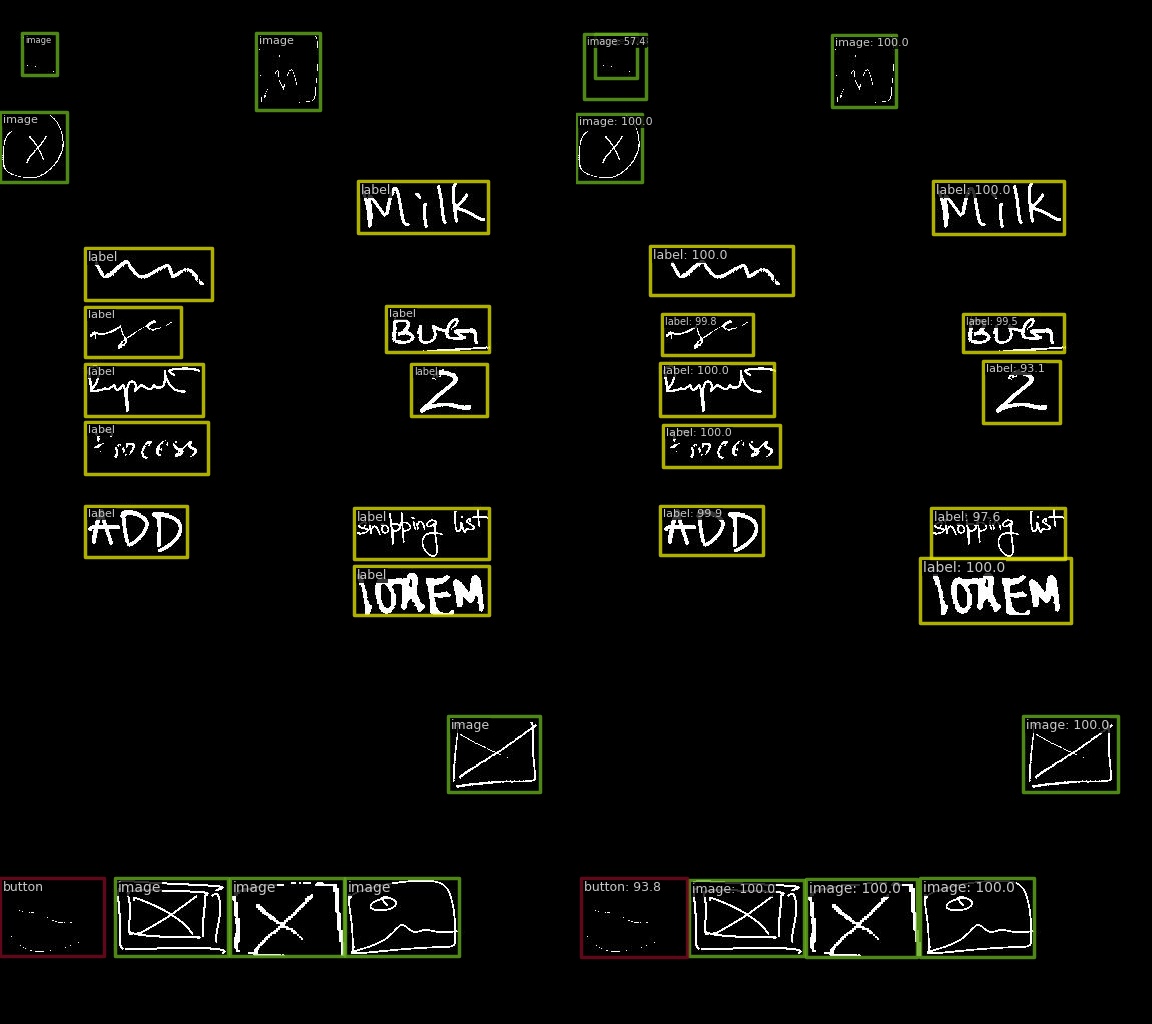 image image image: 57.4 image: 100.0
image image: 100.0
label Milk label: 100.0 Milk
label label: 100.0
label label BUG label: 99.8 label: 99.5 BUG
label label 2 label: 100.0 label: 93.1 2
label label: 100.0
label ADD label shopping list label: 99.9 ADD label: 97.6 shopping list
label lOREM label: 100.0 lOREM
image image: 100.0
button image image image button: 93.8 image: 100.0 image: 100.0 image: 100.0